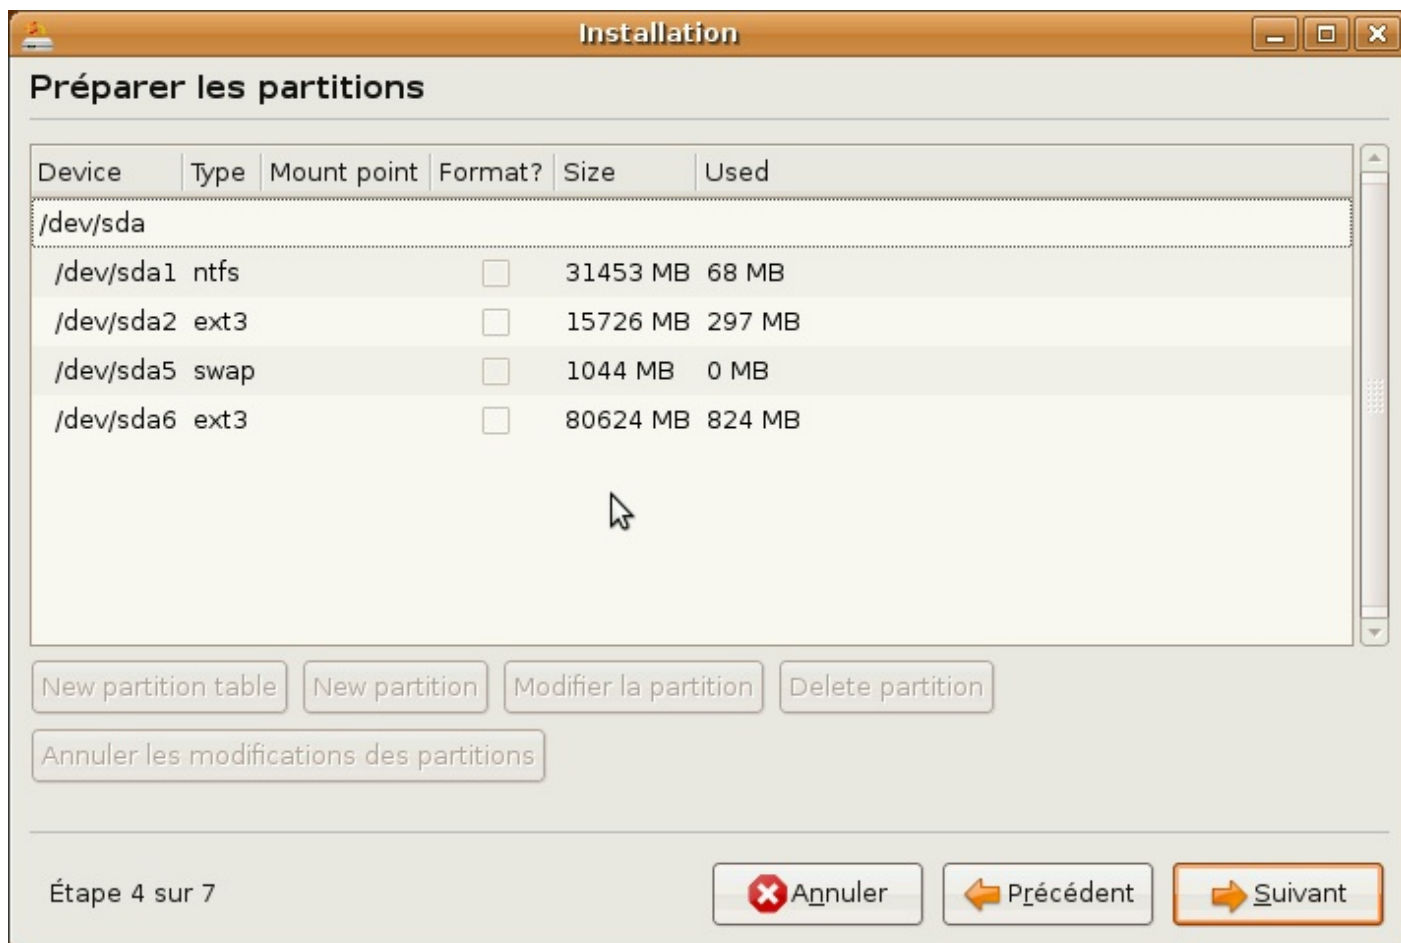 Installation
Préparer les partitions
Device Type Mount point Format? Size Used
/dev/sda
/dev/sda1 ntfs 31453 MB 68 MB
/dev/sda2 ext3 15726 MB 297 MB
/dev/sda5 swap 1044 MB 0 MB
/dev/sda6 ext3 80624 MB 824 MB
New partition table New partition Modifier la partition Delete partition
Annuler les modifications des partitions
Étape 4 sur 7 Annuler Précédent Suivant